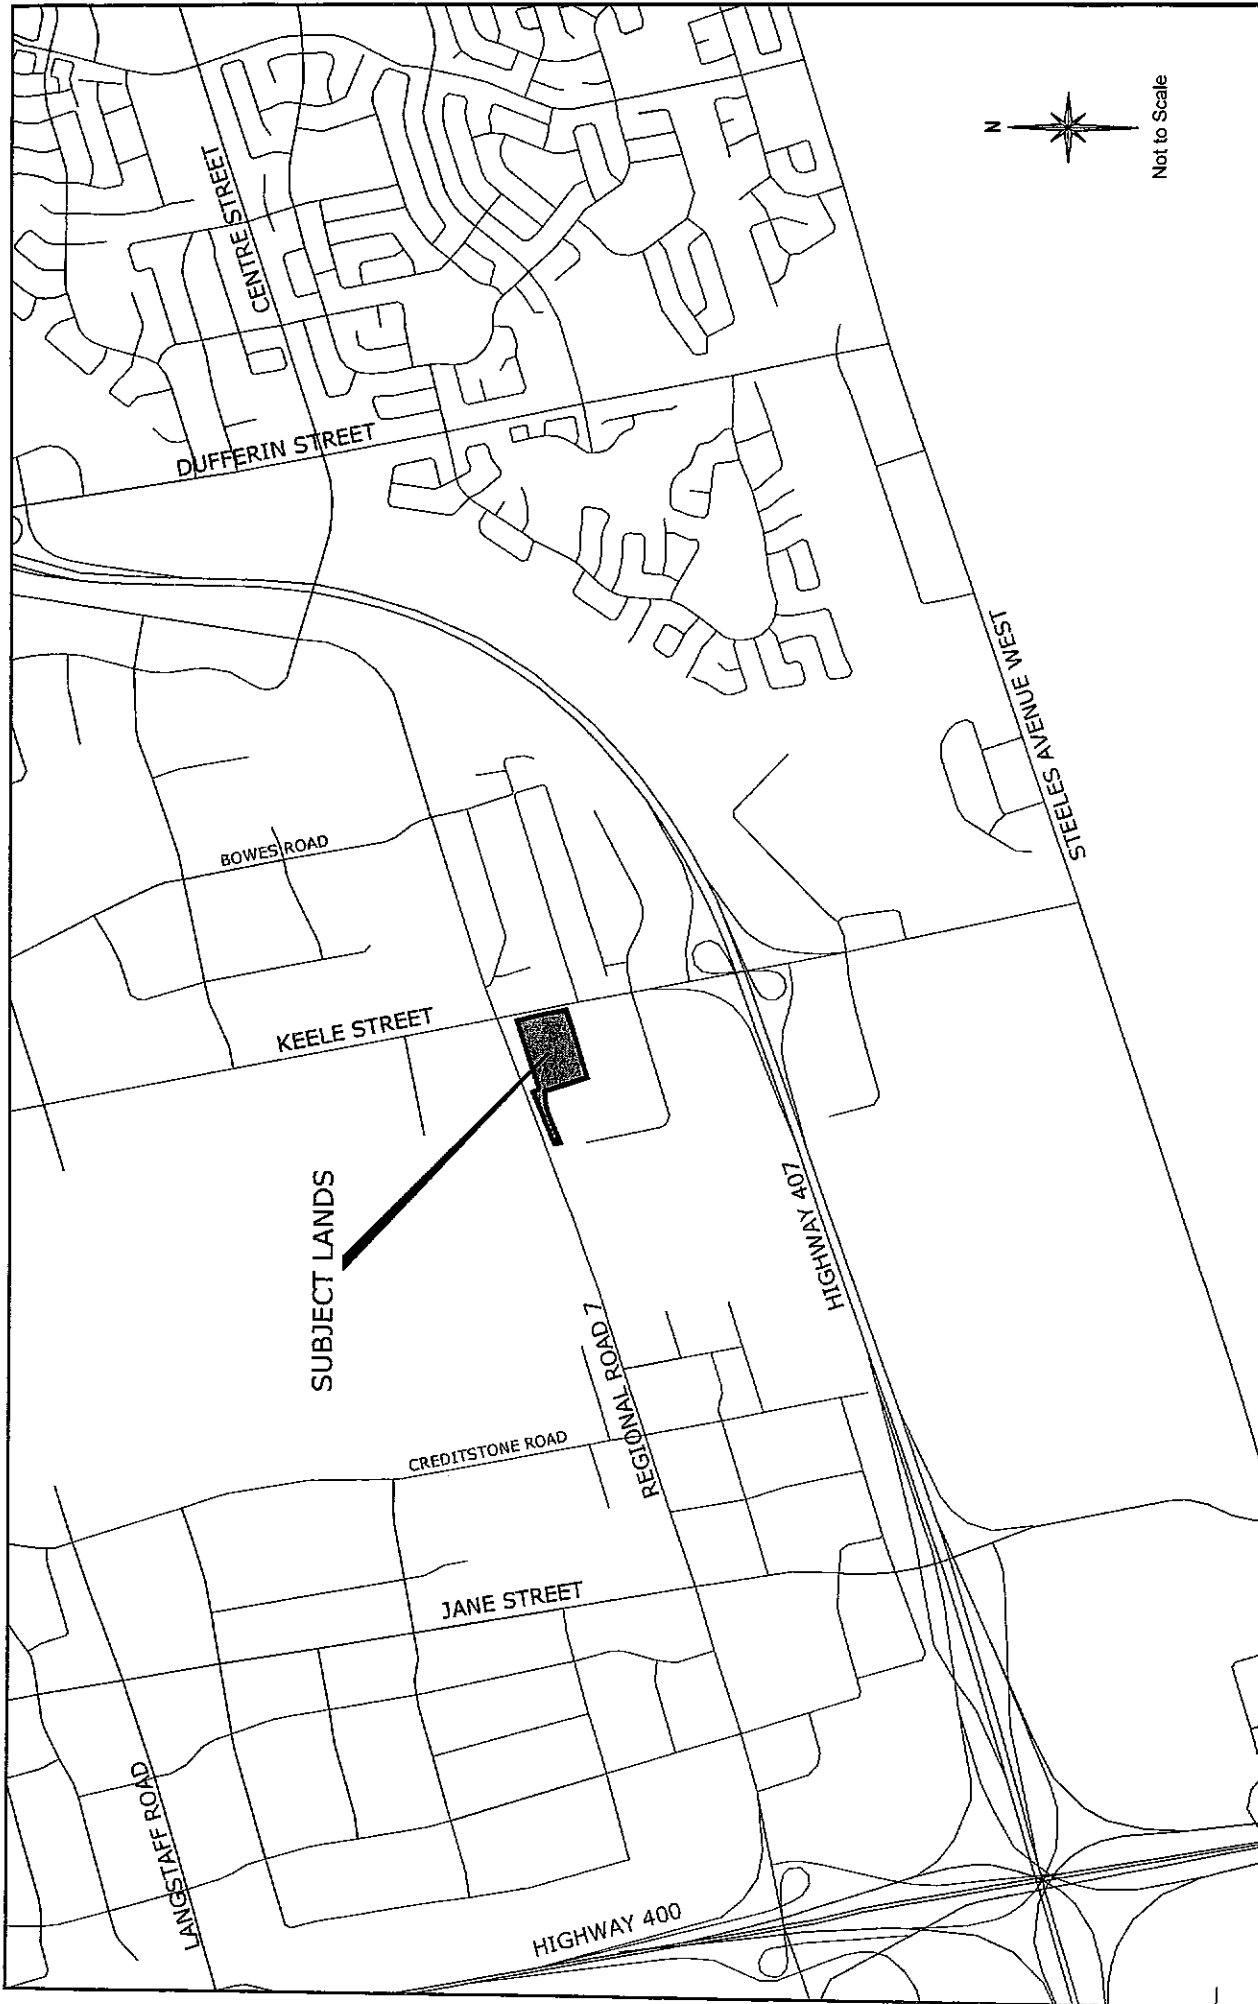 CENTRE STREET
DUFFERIN STREET
N
Not to Scale
BOWES ROAD
STEELES AVENUE WEST
KEELE STREET
SUBJECT LANDS
HIGHWAY 407
REGIONAL ROAD 7
CREDITSTONE ROAD
JANE STREET
LANGSTAFF ROAD
HIGHWAY 400